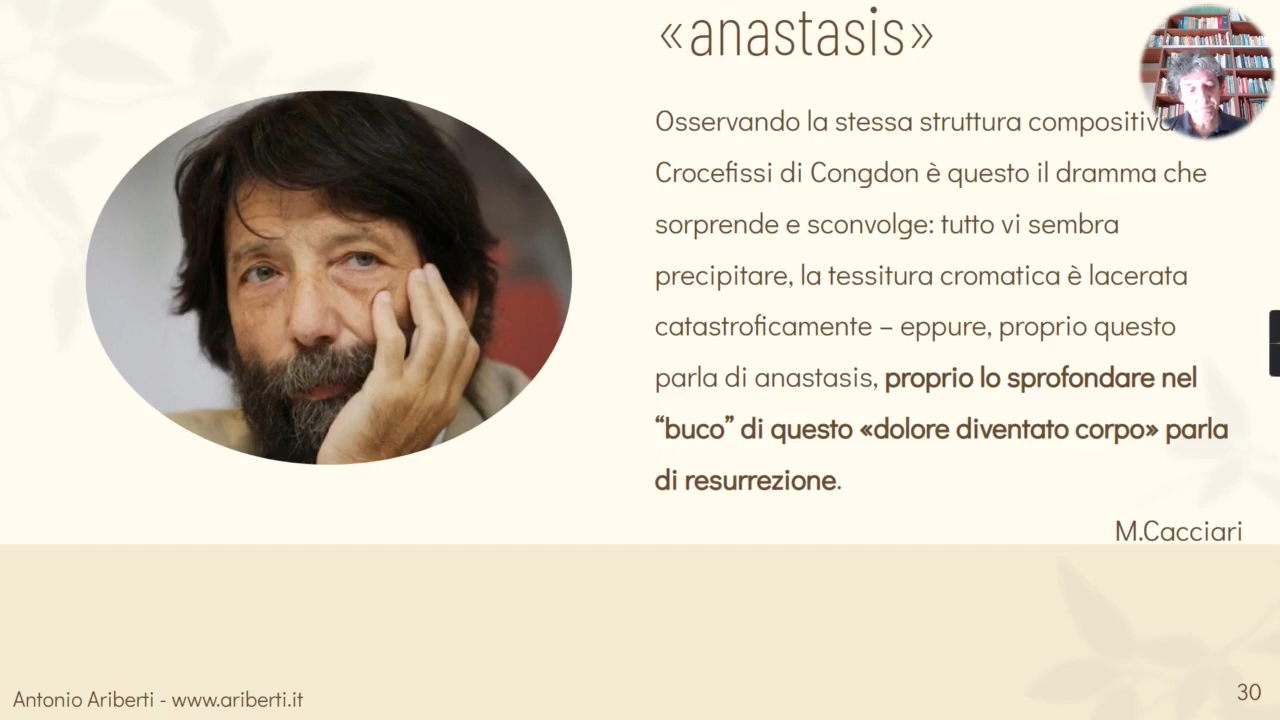 «anastasis»
Osservando la stessa struttura compositiva
Crocefissi di Congdon è questo il dramma che
sorprende e sconvolge: tutto vi sembra
precipitare, la tessitura cromatica è lacerata
catastroficamente – eppure, proprio questo
parla di anastasis, proprio lo sprofondare nel
“buco” di questo «dolore diventato corpo» parla
di resurrezione.
M.Cacciari
Antonio Ariberti - www.ariberti.it
30